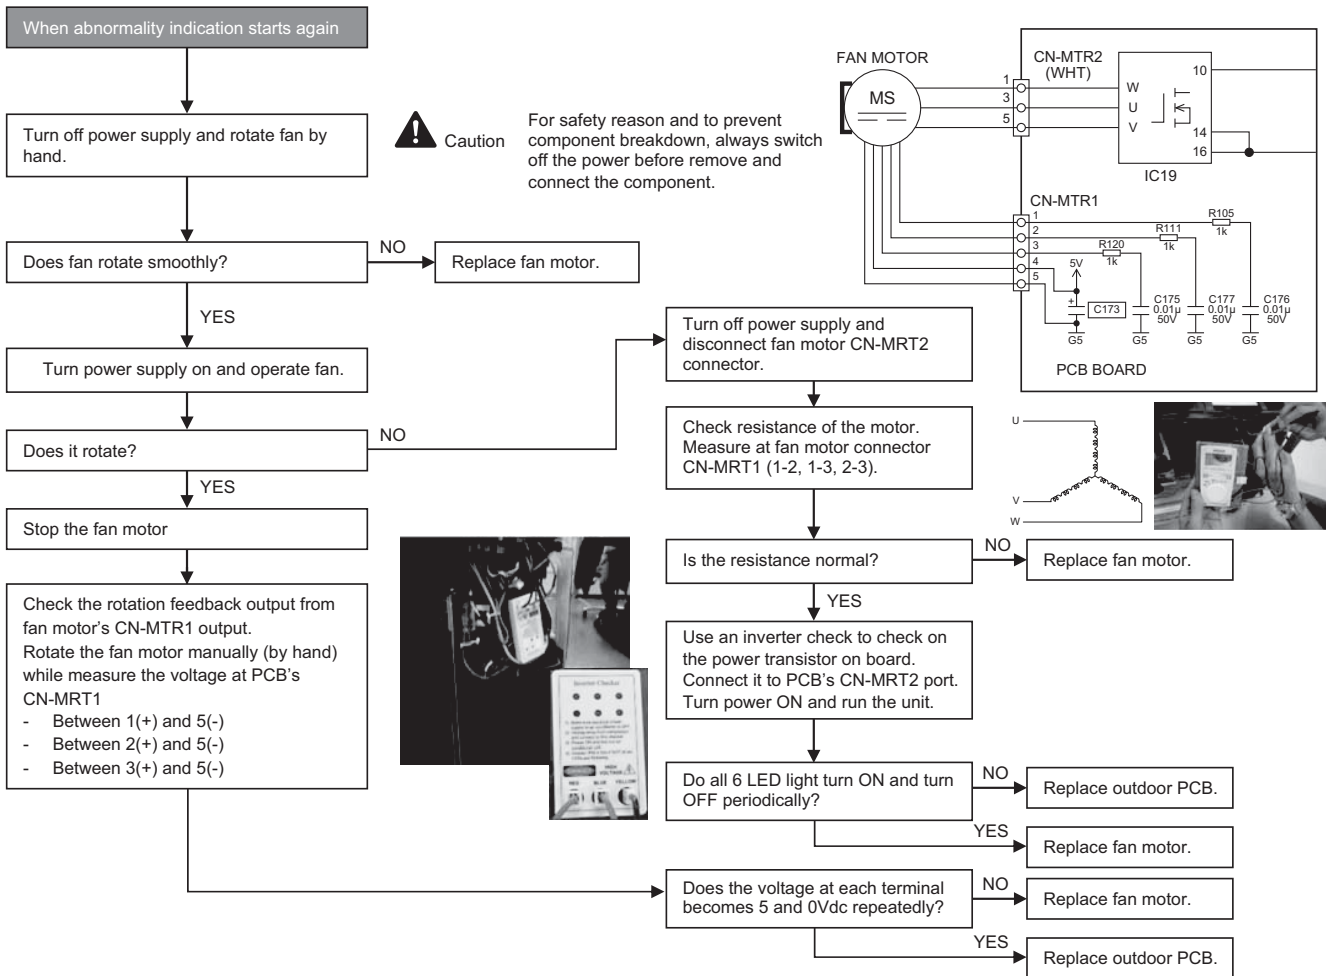 When abnormality indication starts again
Turn off power supply and rotate fan by
hand.
Caution
For safety reason and to prevent
component breakdown, always switch
off the power before remove and
connect the component.
Does fan rotate smoothly?
NO
Replace fan motor.
YES
Turn power supply on and operate fan.
Does it rotate?
NO
YES
Stop the fan motor
Check the rotation feedback output from
fan motor's CN-MTR1 output.
Rotate the fan motor manually (by hand)
while measure the voltage at PCB's
CN-MRT1
- Between 1(+) and 5(-)
- Between 2(+) and 5(-)
- Between 3(+) and 5(-)
Turn off power supply and
disconnect fan motor CN-MRT2
connector.
Check resistance of the motor.
Measure at fan motor connector
CN-MRT1 (1-2, 1-3, 2-3).
Is the resistance normal?
NO
Replace fan motor.
YES
Use an inverter check to check on
the power transistor on board.
Connect it to PCB's CN-MRT2 port.
Turn power ON and run the unit.
Do all 6 LED light turn ON and turn
OFF periodically?
NO
Replace outdoor PCB.
YES
Replace fan motor.
Does the voltage at each terminal
becomes 5 and 0Vdc repeatedly?
NO
Replace fan motor.
YES
Replace outdoor PCB.
FAN MOTOR
MS
CN-MTR2
(WHT)
1
3
5
W
U
V
10
14
16
IC19
CN-MTR1
1
2
3
4
5
R105
1k
R111
1k
R120
1k
5V
+
C173
C175
0.01µ
50V
C177
0.01µ
50V
C176
0.01µ
50V
G5
G5
G5
G5
PCB BOARD
U
V
W
Inverter Checker
HIGH
VOLTAGE
RED BLUE YELLOW